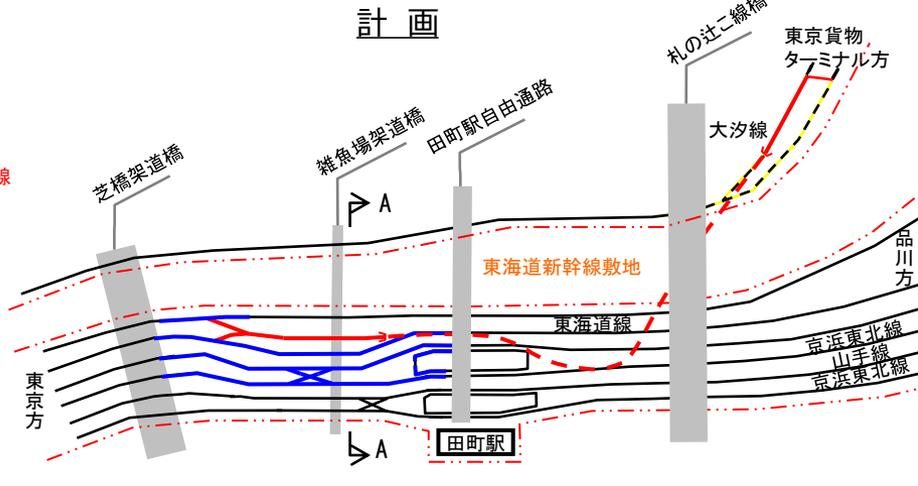 計画
札の辻こ線橋
東京貨物
ターミナル方
大汐線
田町駅自由通路
雑魚場架道橋
芝橋架道橋
線
A
東海道新幹線敷地
品川方
東海道線
京浜東北線
山手線
京浜東北線
東京方
田町駅
A